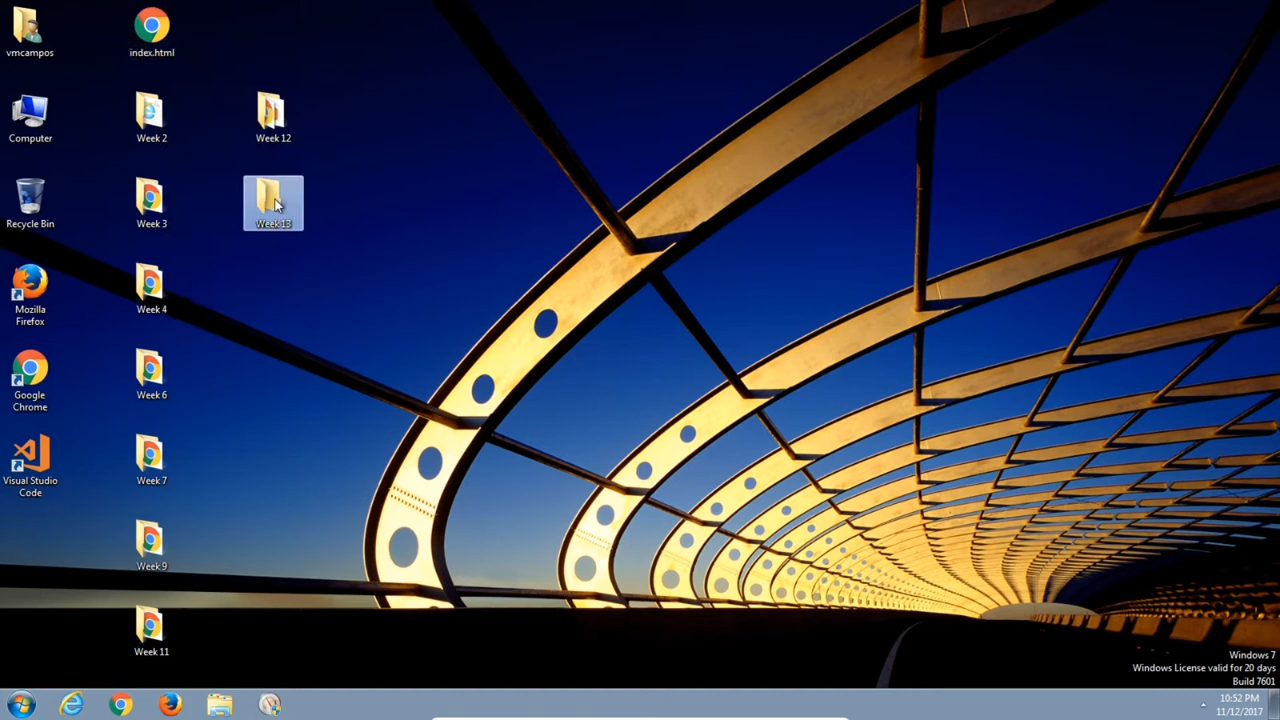 vmcampos
index.html
Computer
Week 2
Week 12
Recycle Bin
Week 3
Week 13
Mozilla
Firefox
Week 4
Google
Chrome
Week 6
Visual Studio
Code
Week 7
Week 9
Week 11
Windows 7
Windows License valid for 20 days
Build 7601
10:52 PM
11/12/2017